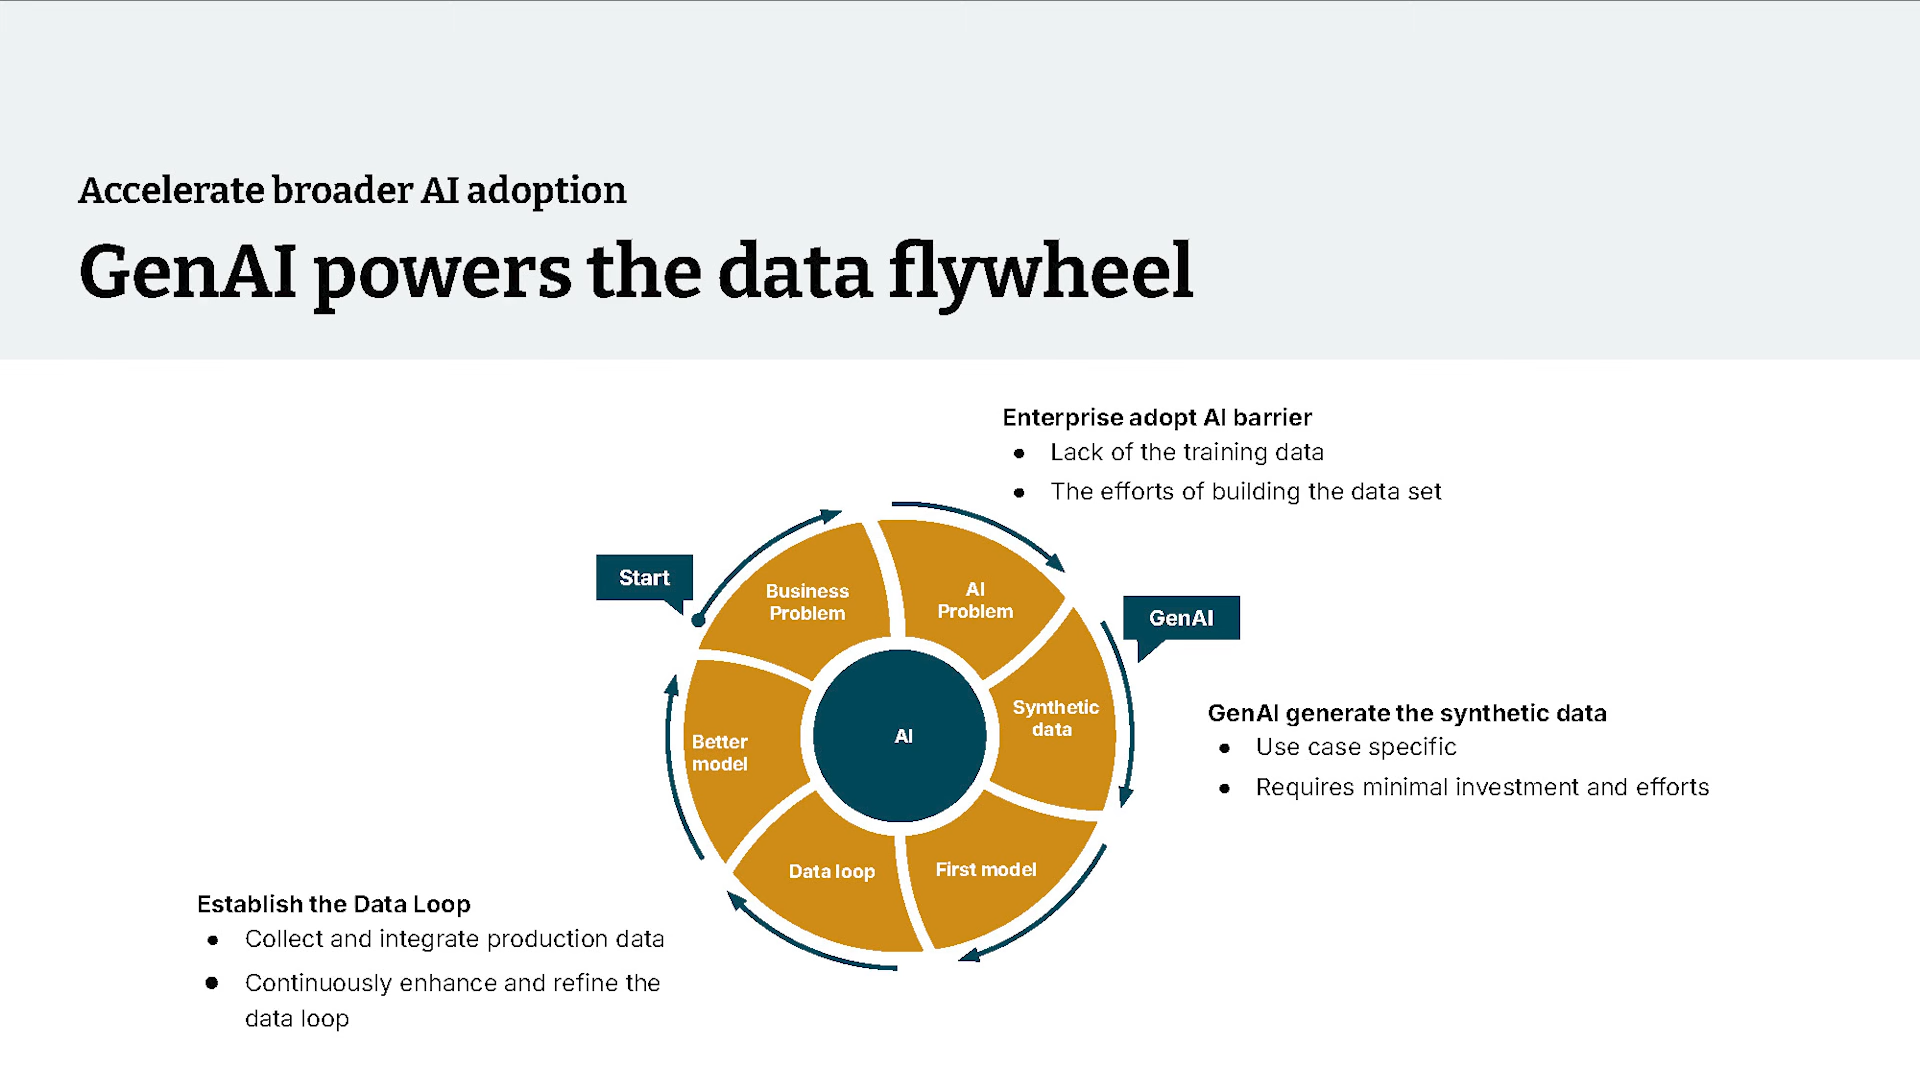 Accelerate broader AI adoption
GenAI powers the data flywheel
Enterprise adopt AI barrier
● Lack of the training data
● The efforts of building the data set
Start
Business
Problem
AI
Problem
GenAI
Synthetic
data
GenAI generate the synthetic data
● Use case specific
● Requires minimal investment and efforts
AI
Better
model
Data loop
First model
Establish the Data Loop
● Collect and integrate production data
● Continuously enhance and refine the
data loop